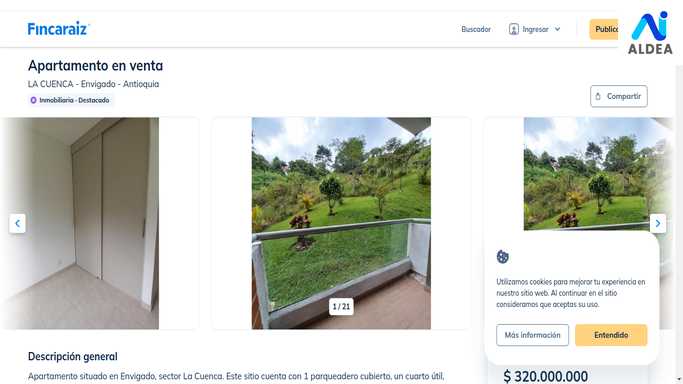 Fincaraiz
Buscador
Ingresar
Public
ALDEA
Apartamento en venta
LA CUENCA - Envigado - Antioquia
Inmobiliaria - Destacado
Compartir
1 / 21
Utilizamos cookies para mejorar tu experiencia en
nuestro sitio web. Al continuar en el sitio
consideramos que aceptas su uso.
Más información
Entendido
Descripción general
Apartamento situado en Envigado, sector La Cuenca. Este sitio cuenta con 1 parqueadero cubierto, un cuarto útil,
$ 320.000.000